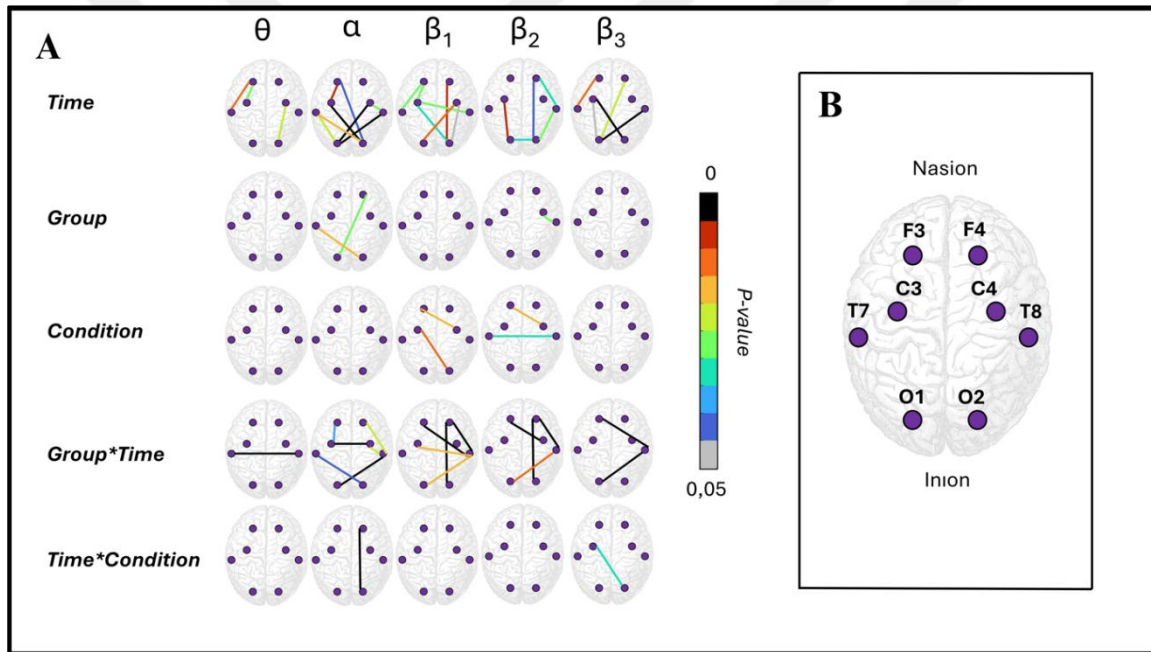 A
θ α β1 β2 β3
Time
Group
Condition
Group*Time
Time*Condition
0
P-value
0,05
B
Nasion
F3 F4
C3 C4
T7 T8
O1 O2
Inıon